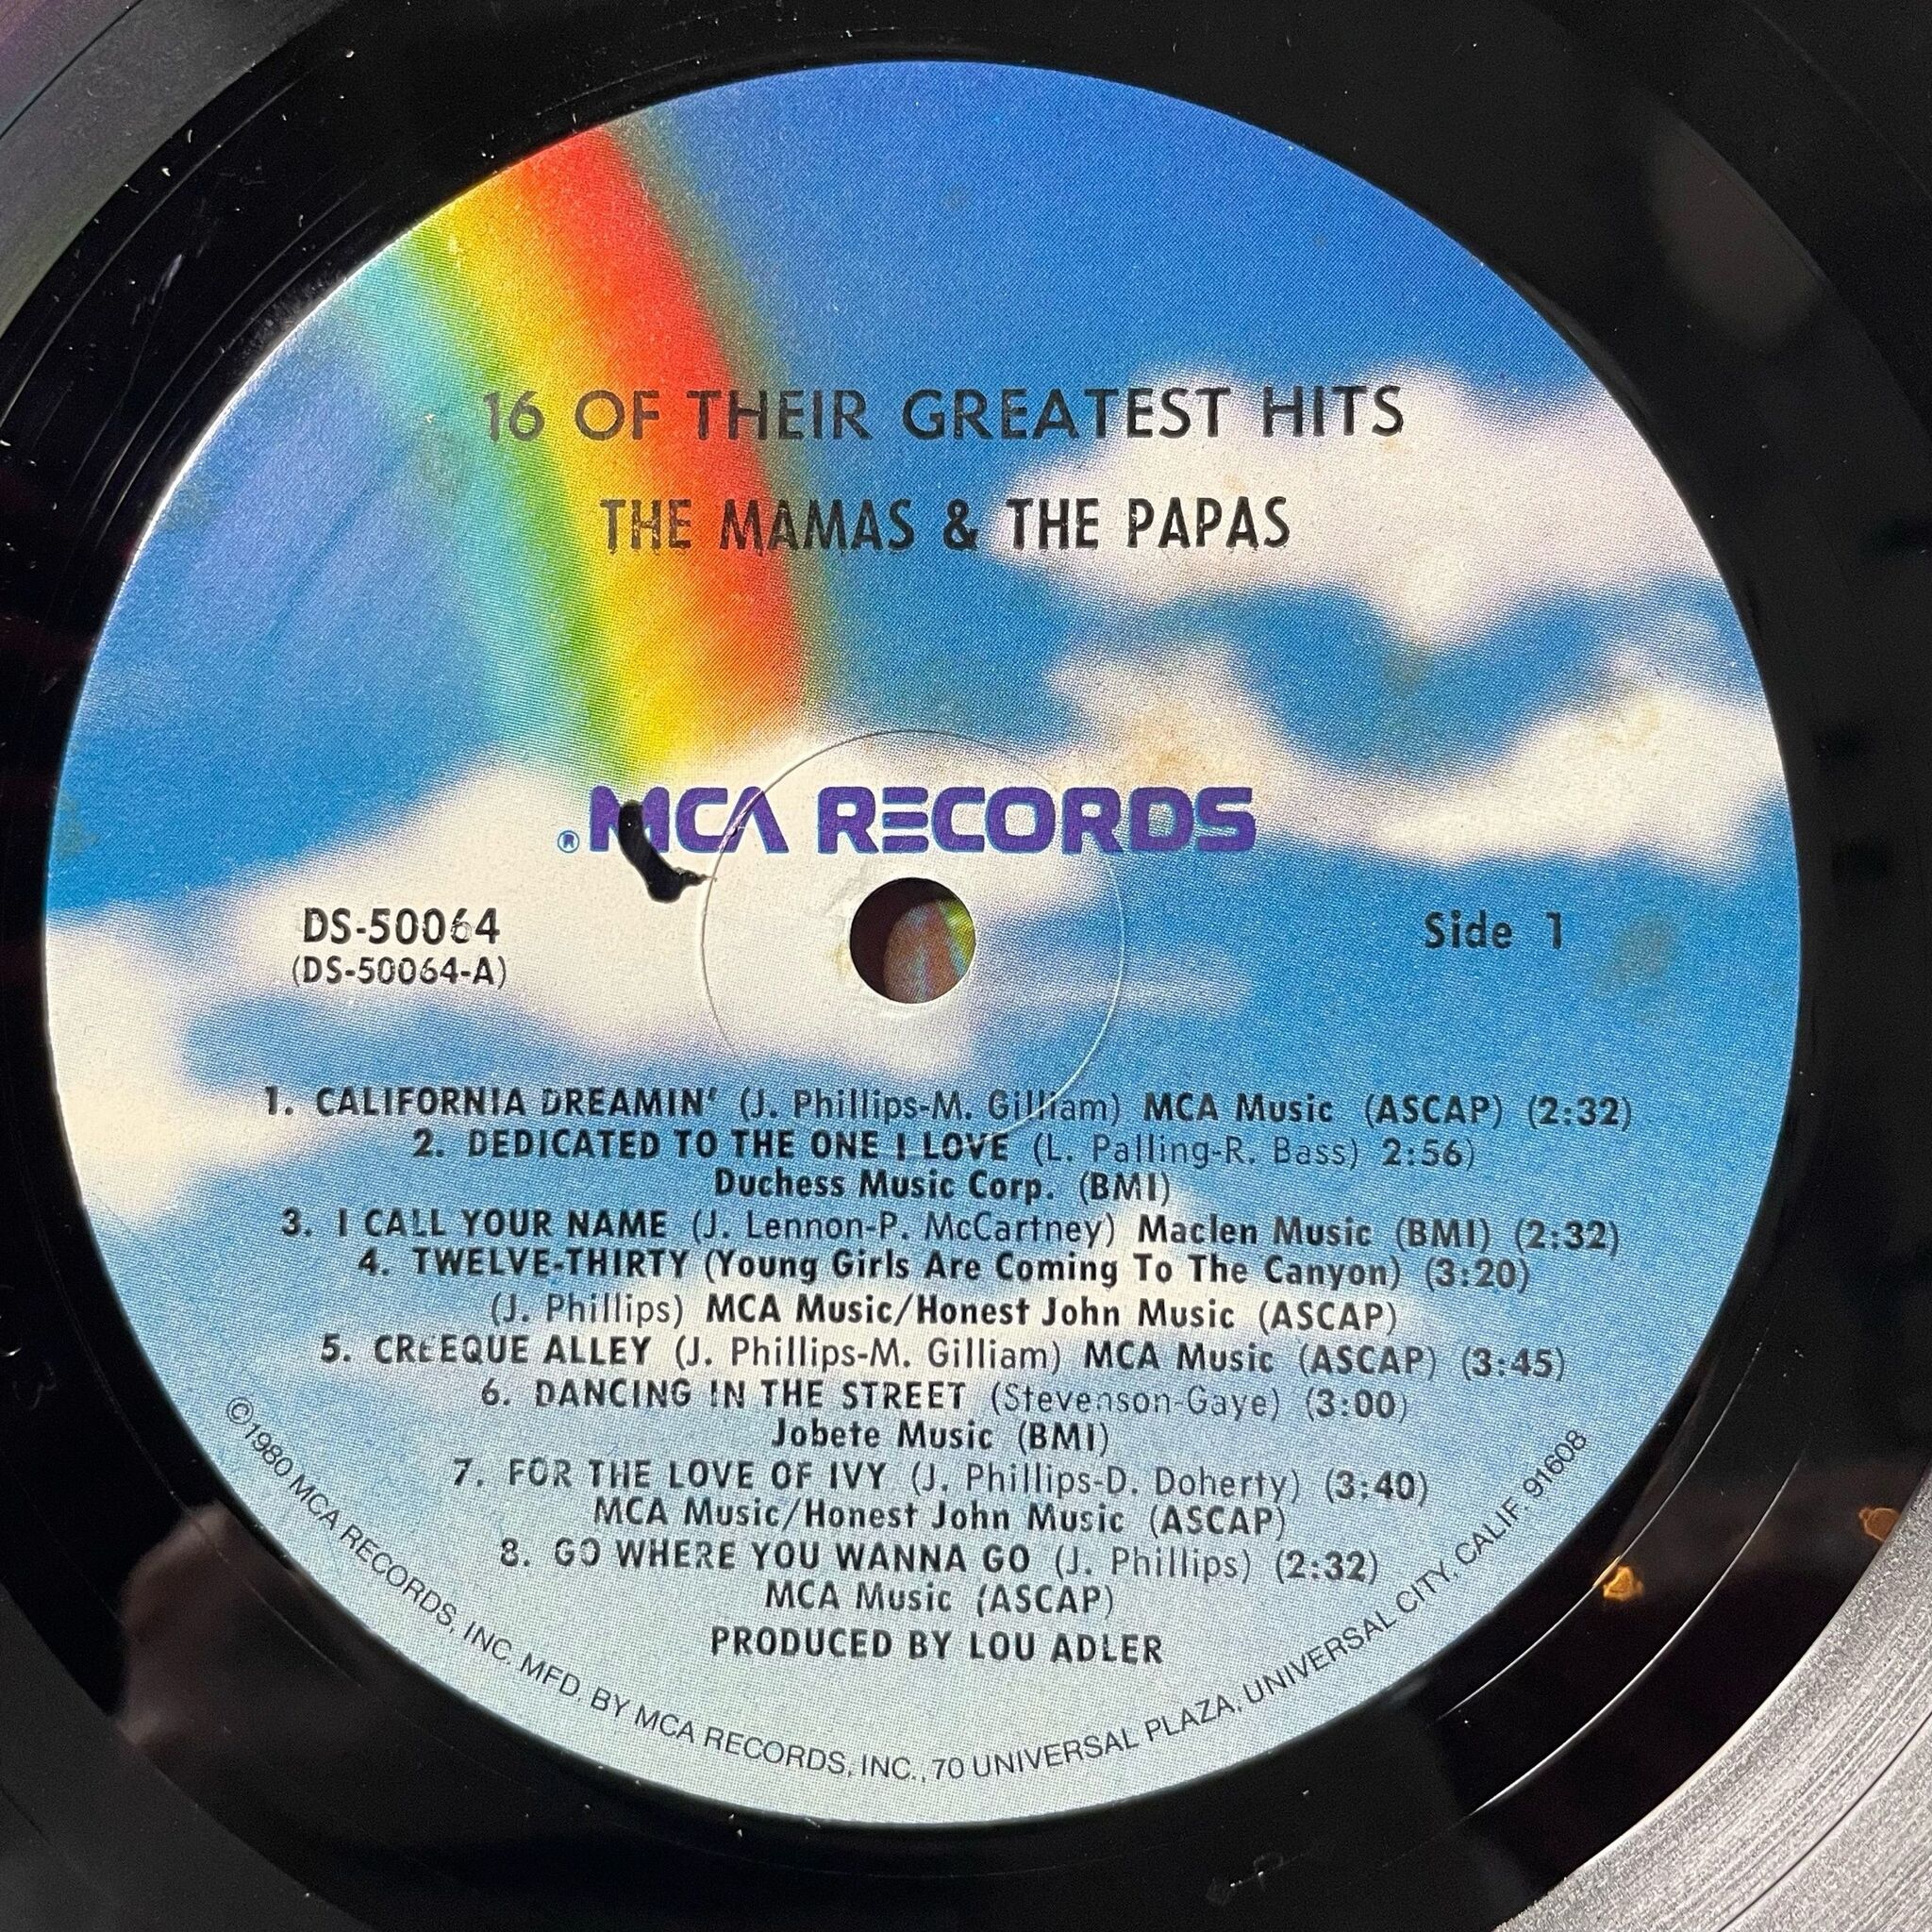 16 OF THEIR GREATEST HITS
THE MAMAS & THE PAPAS
® MCA RECORDS
DS-50064
(DS-50064-A)
Side 1
1. CALIFORNIA DREAMIN' (J. Phillips-M. Gilliam) MCA Music (ASCAP) (2:32)
2. DEDICATED TO THE ONE I LOVE (L. Palling-R. Bass) 2:56)
Duchess Music Corp. (BMI)
3. I CALL YOUR NAME (J. Lennon-P. McCartney) Maclen Music (BMI) (2:32)
4. TWELVE-THIRTY (Young Girls Are Coming To The Canyon) (3:20)
(J. Phillips) MCA Music/Honest John Music (ASCAP)
5. CREEQUE ALLEY (J. Phillips-M. Gilliam) MCA Music (ASCAP) (3:45)
6. DANCING IN THE STREET (Stevenson-Gaye) (3:00)
Jobete Music (BMI)
7. FOR THE LOVE OF IVY (J. Phillips-D. Doherty) (3:40)
MCA Music/Honest John Music (ASCAP)
8. GO WHERE YOU WANNA GO (J. Phillips) (2:32)
MCA Music (ASCAP)
PRODUCED BY LOU ADLER
©1980 MCA RECORDS, INC. MFD. BY MCA RECORDS, INC., 70 UNIVERSAL PLAZA, UNIVERSAL CITY, CALIF. 91608